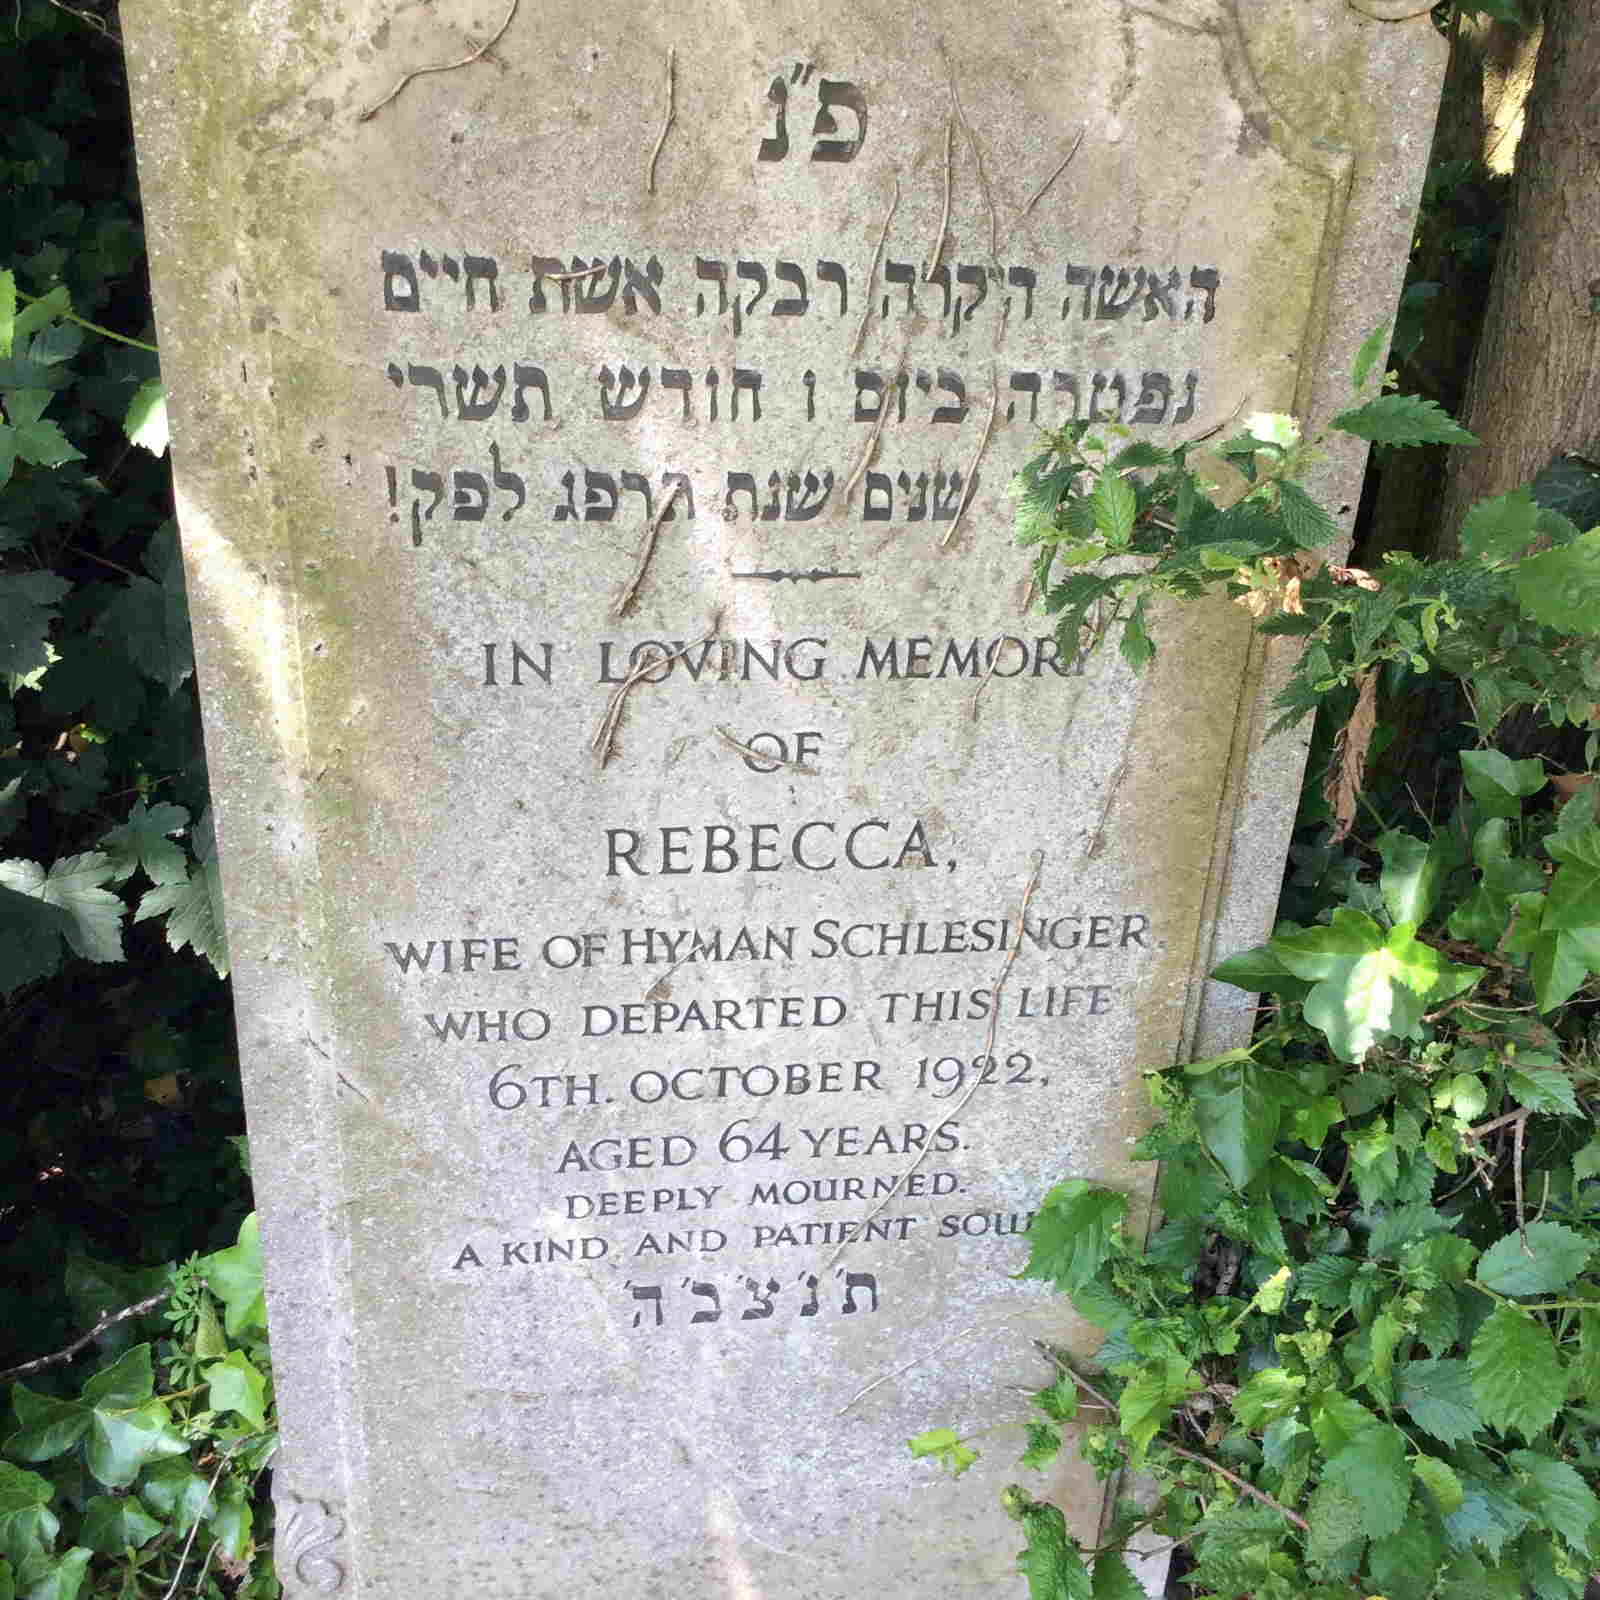 פ"נ
האשה היקרה רבקה אשת חיים
נפטרה ביום ו חודש תשרי
שנים שנת תרפג לפק!
IN LOVING MEMORY
OF
REBECCA,
WIFE OF HYMAN SCHLESINGER.
WHO DEPARTED THIS LIFE
6TH. OCTOBER 1922,
AGED 64 YEARS.
DEEPLY MOURNED.
A KIND AND PATIENT SOUL
ת'נ'צ'ב'ה'